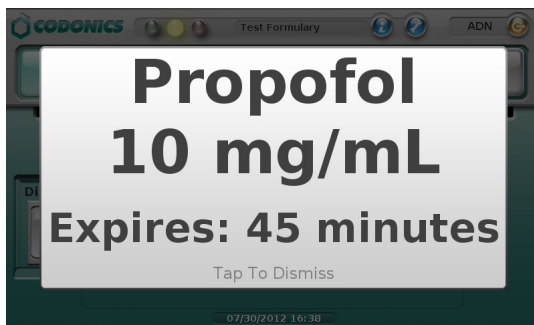 CODONICS
Test Formulary
ADN
Propofol
10 mg/mL
Di
Expires: 45 minutes
Tap To Dismiss
07/30/2012 16:38